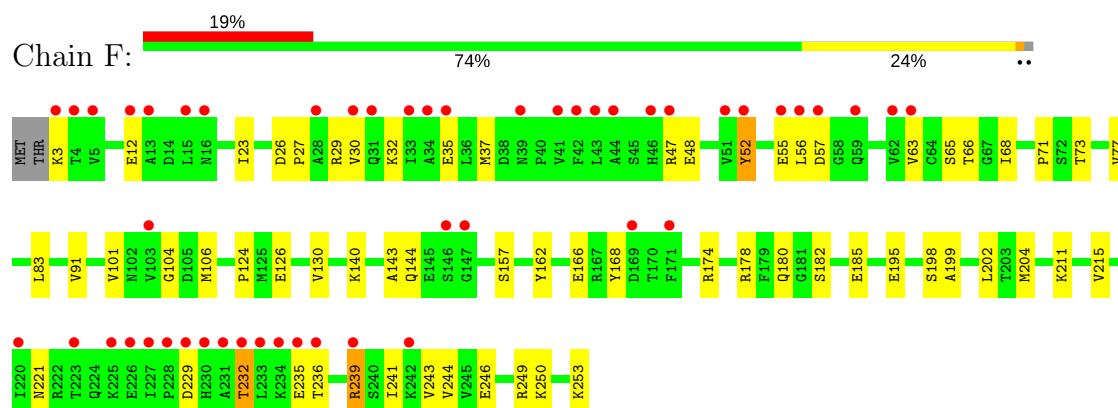 19%
Chain F:
74% 24% ••
MET THR K3 T4 V5 E12 A13 D14 L15 N16 I23 D26 P27 A28 R29 V30 Q31 K32 I33 A34 E35 L36 M37 D38 N39 P40 V41 F42 L43 A44 S45 H46 R47 E48 V51 Y52 E55 L56 D57 G58 Q59 V62 V63 C64 S65 T66 G67 I68 P71 S72 T73 V77
L83 V91 V101 N102 V103 G104 D105 M106 P124 M125 E126 V130 K140 A143 Q144 E145 S146 G147 S157 Y162 E166 R167 Y168 D169 T170 F171 R174 R178 F179 Q180 G181 S182 E185 E195 S198 A199 L202 T203 M204 K211 V215
I220 N221 R222 T223 Q224 K225 E226 I227 P228 D229 H230 A231 T232 L233 K234 E235 T236 R239 S240 I241 K242 V243 V244 V245 E246 R249 K250 K253